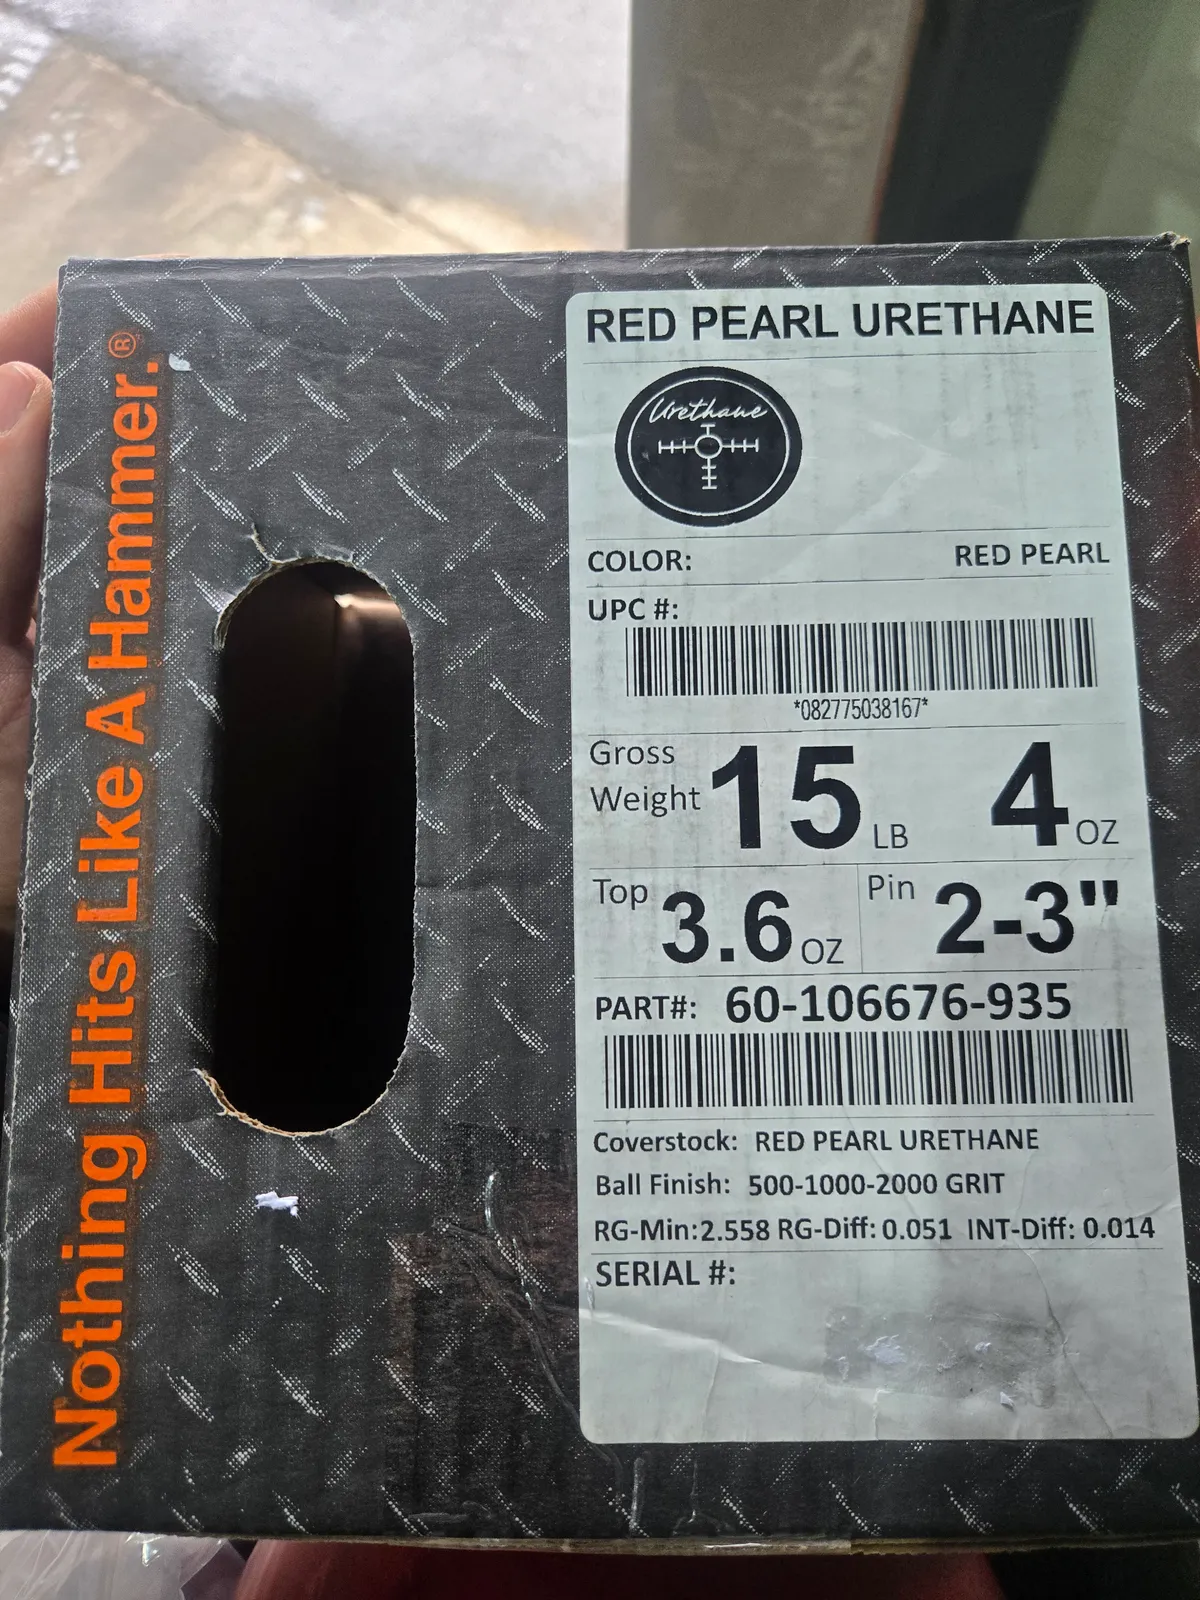 Nothing Hits Like A Hammer.®
RED PEARL URETHANE
Urethane
COLOR: RED PEARL
UPC #:
*082775038167*
Gross Weight 15 LB 4 OZ
Top 3.6 OZ Pin 2-3"
PART#: 60-106676-935
Coverstock: RED PEARL URETHANE
Ball Finish: 500-1000-2000 GRIT
RG-Min:2.558 RG-Diff: 0.051 INT-Diff: 0.014
SERIAL #: